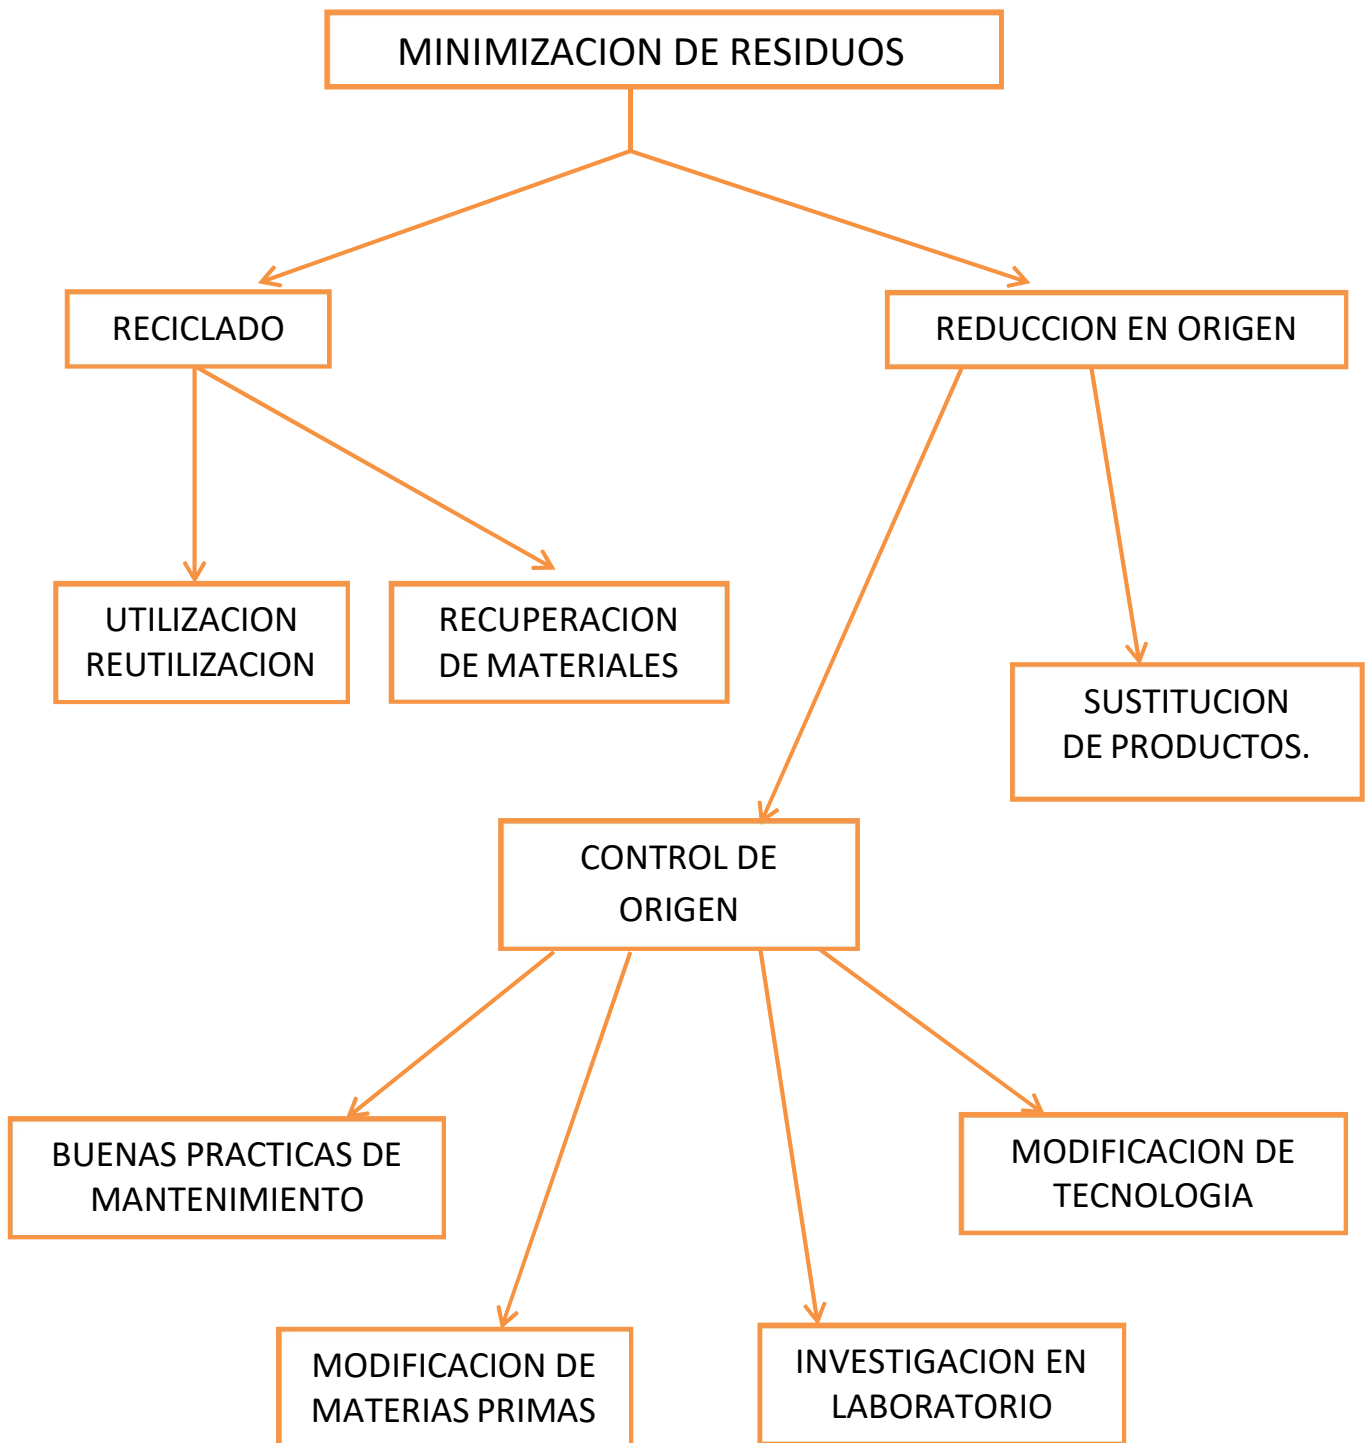 MINIMIZACION DE RESIDUOS
RECICLADO
REDUCCION EN ORIGEN
UTILIZACION
REUTILIZACION
RECUPERACION
DE MATERIALES
SUSTITUCION
DE PRODUCTOS.
CONTROL DE
ORIGEN
BUENAS PRACTICAS DE
MANTENIMIENTO
MODIFICACION DE
TECNOLOGIA
MODIFICACION DE
MATERIAS PRIMAS
INVESTIGACION EN
LABORATORIO